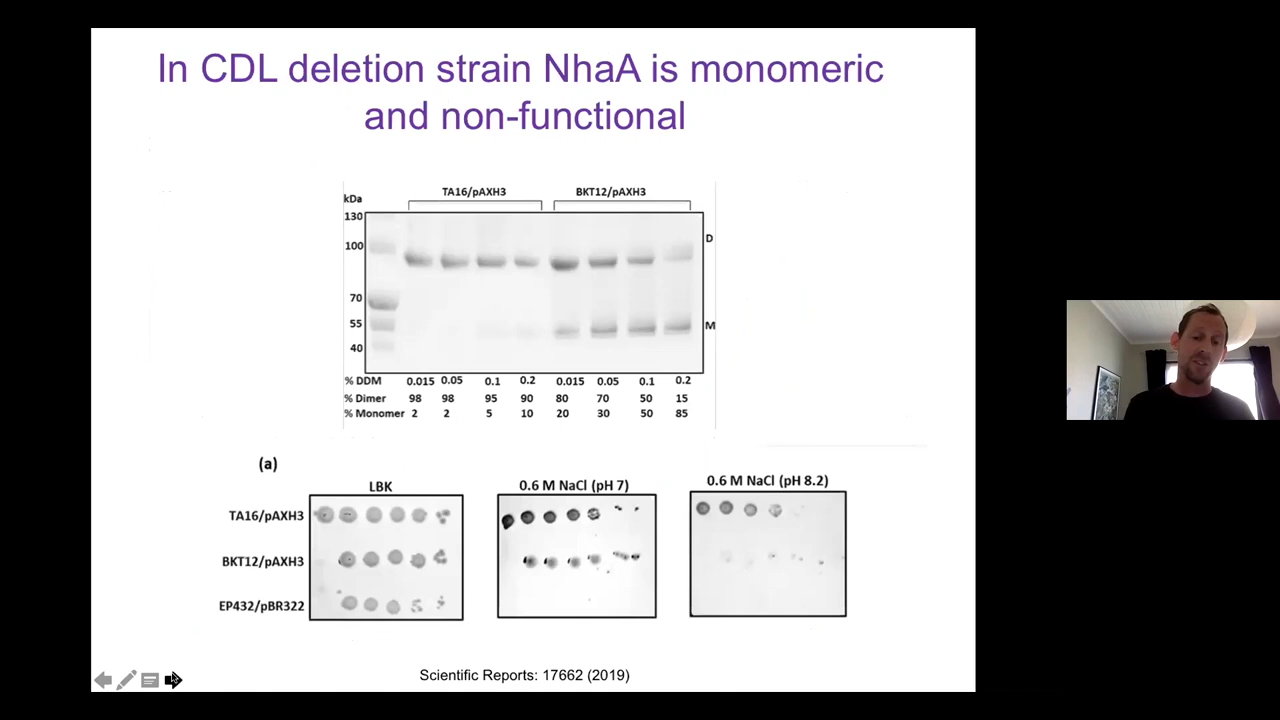 In CDL deletion strain NhaA is monomeric
and non-functional
TA16/pAXH3 BKT12/pAXH3
kDa
130
100
70
55
40
D
M
% DDM 0.015 0.05 0.1 0.2 0.015 0.05 0.1 0.2
% Dimer 98 98 95 90 80 70 50 15
% Monomer 2 2 5 10 20 30 50 85
(a)
LBK 0.6 M NaCl (pH 7) 0.6 M NaCl (pH 8.2)
TA16/pAXH3
BKT12/pAXH3
EP432/pBR322
Scientific Reports: 17662 (2019)